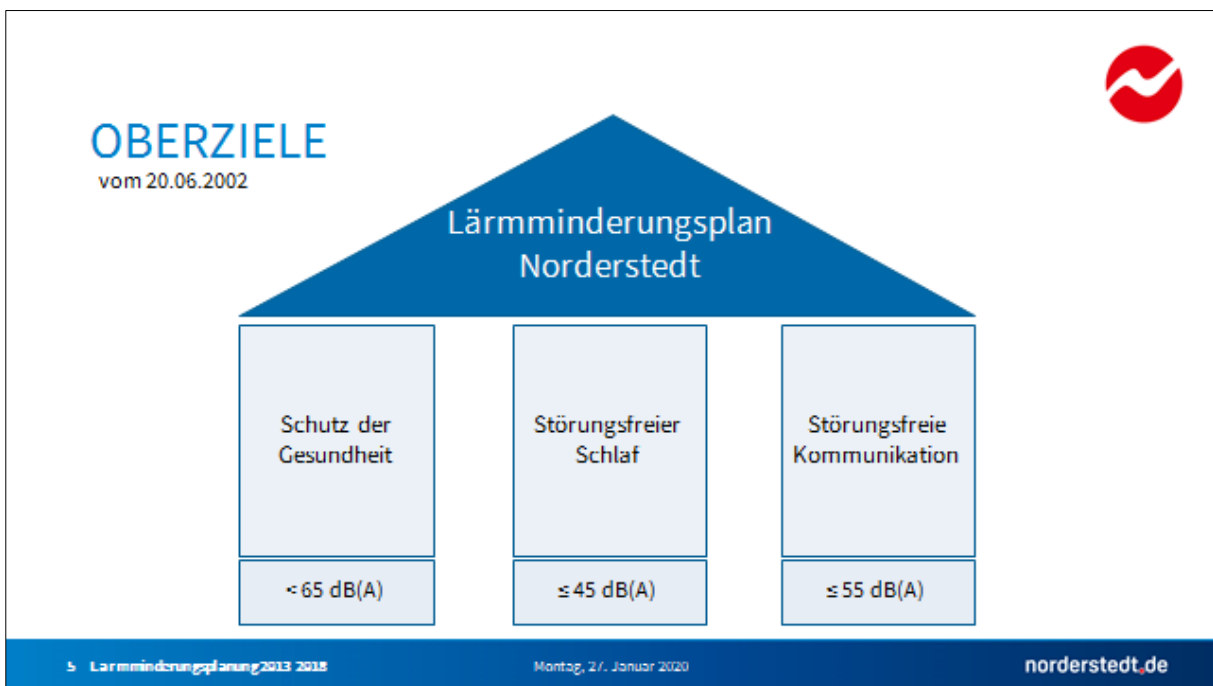 OBERZIELE
vom 20.06.2002
Lärmminderungsplan
Norderstedt
Schutz der
Gesundheit
Störungsfreier
Schlaf
Störungsfreie
Kommunikation
< 65 dB(A)
≤ 45 dB(A)
≤ 55 dB(A)
5 Lärmminderungsplanung 2013 2018
Montag, 27. Januar 2020
norderstedt.de